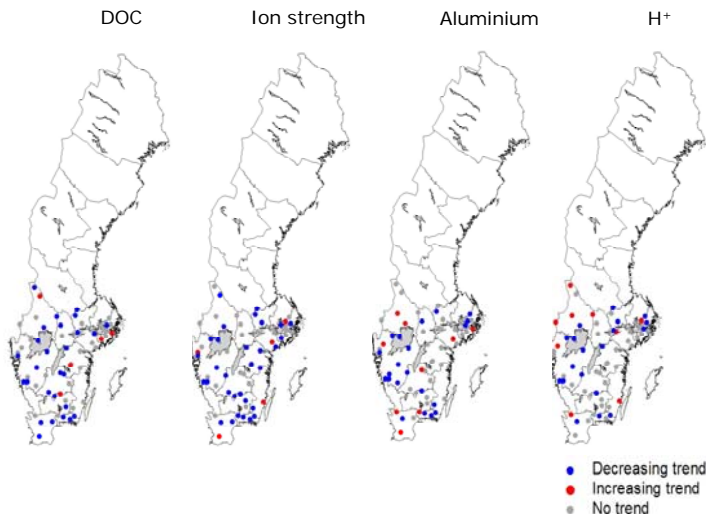 DOC Ion strength Aluminium H⁺
Decreasing trend
Increasing trend
No trend